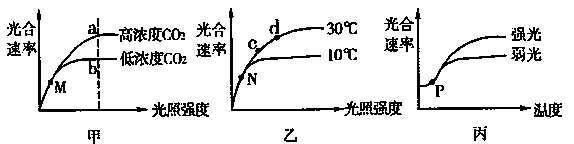 光合速率
a
高浓度CO₂
b
低浓度CO₂
M
光照强度
甲
光合速率
d
30℃
c
10℃
N
光照强度
乙
光合速率
强光
弱光
P
温度
丙